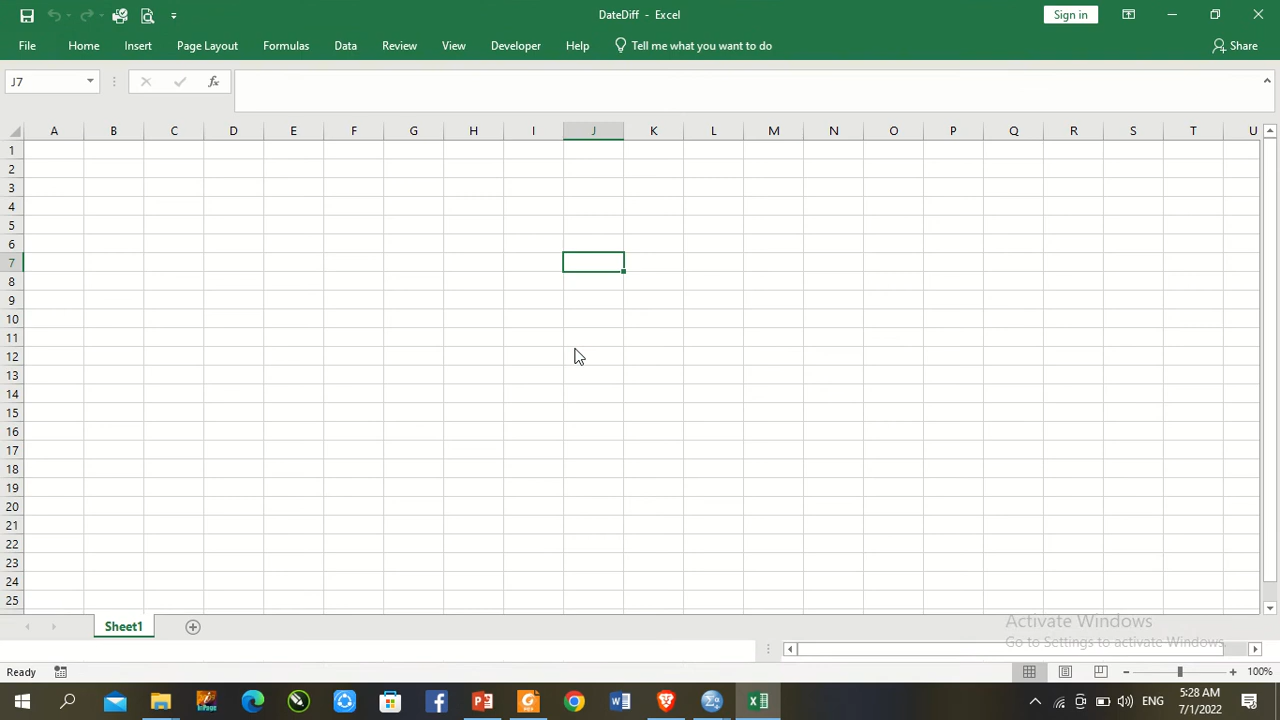 DateDiff - Excel
Sign in
File Home Insert Page Layout Formulas Data Review View Developer Help Tell me what you want to do Share
J7 fx
A B C D E F G H I J K L M N O P Q R S T U
1
2
3
4
5
6
7
8
9
10
11
12
13
14
15
16
17
18
19
20
21
22
23
24
25
Sheet1
Activate Windows
Go to Settings to activate Windows.
Ready
100%
ENG
5:28 AM
7/1/2022